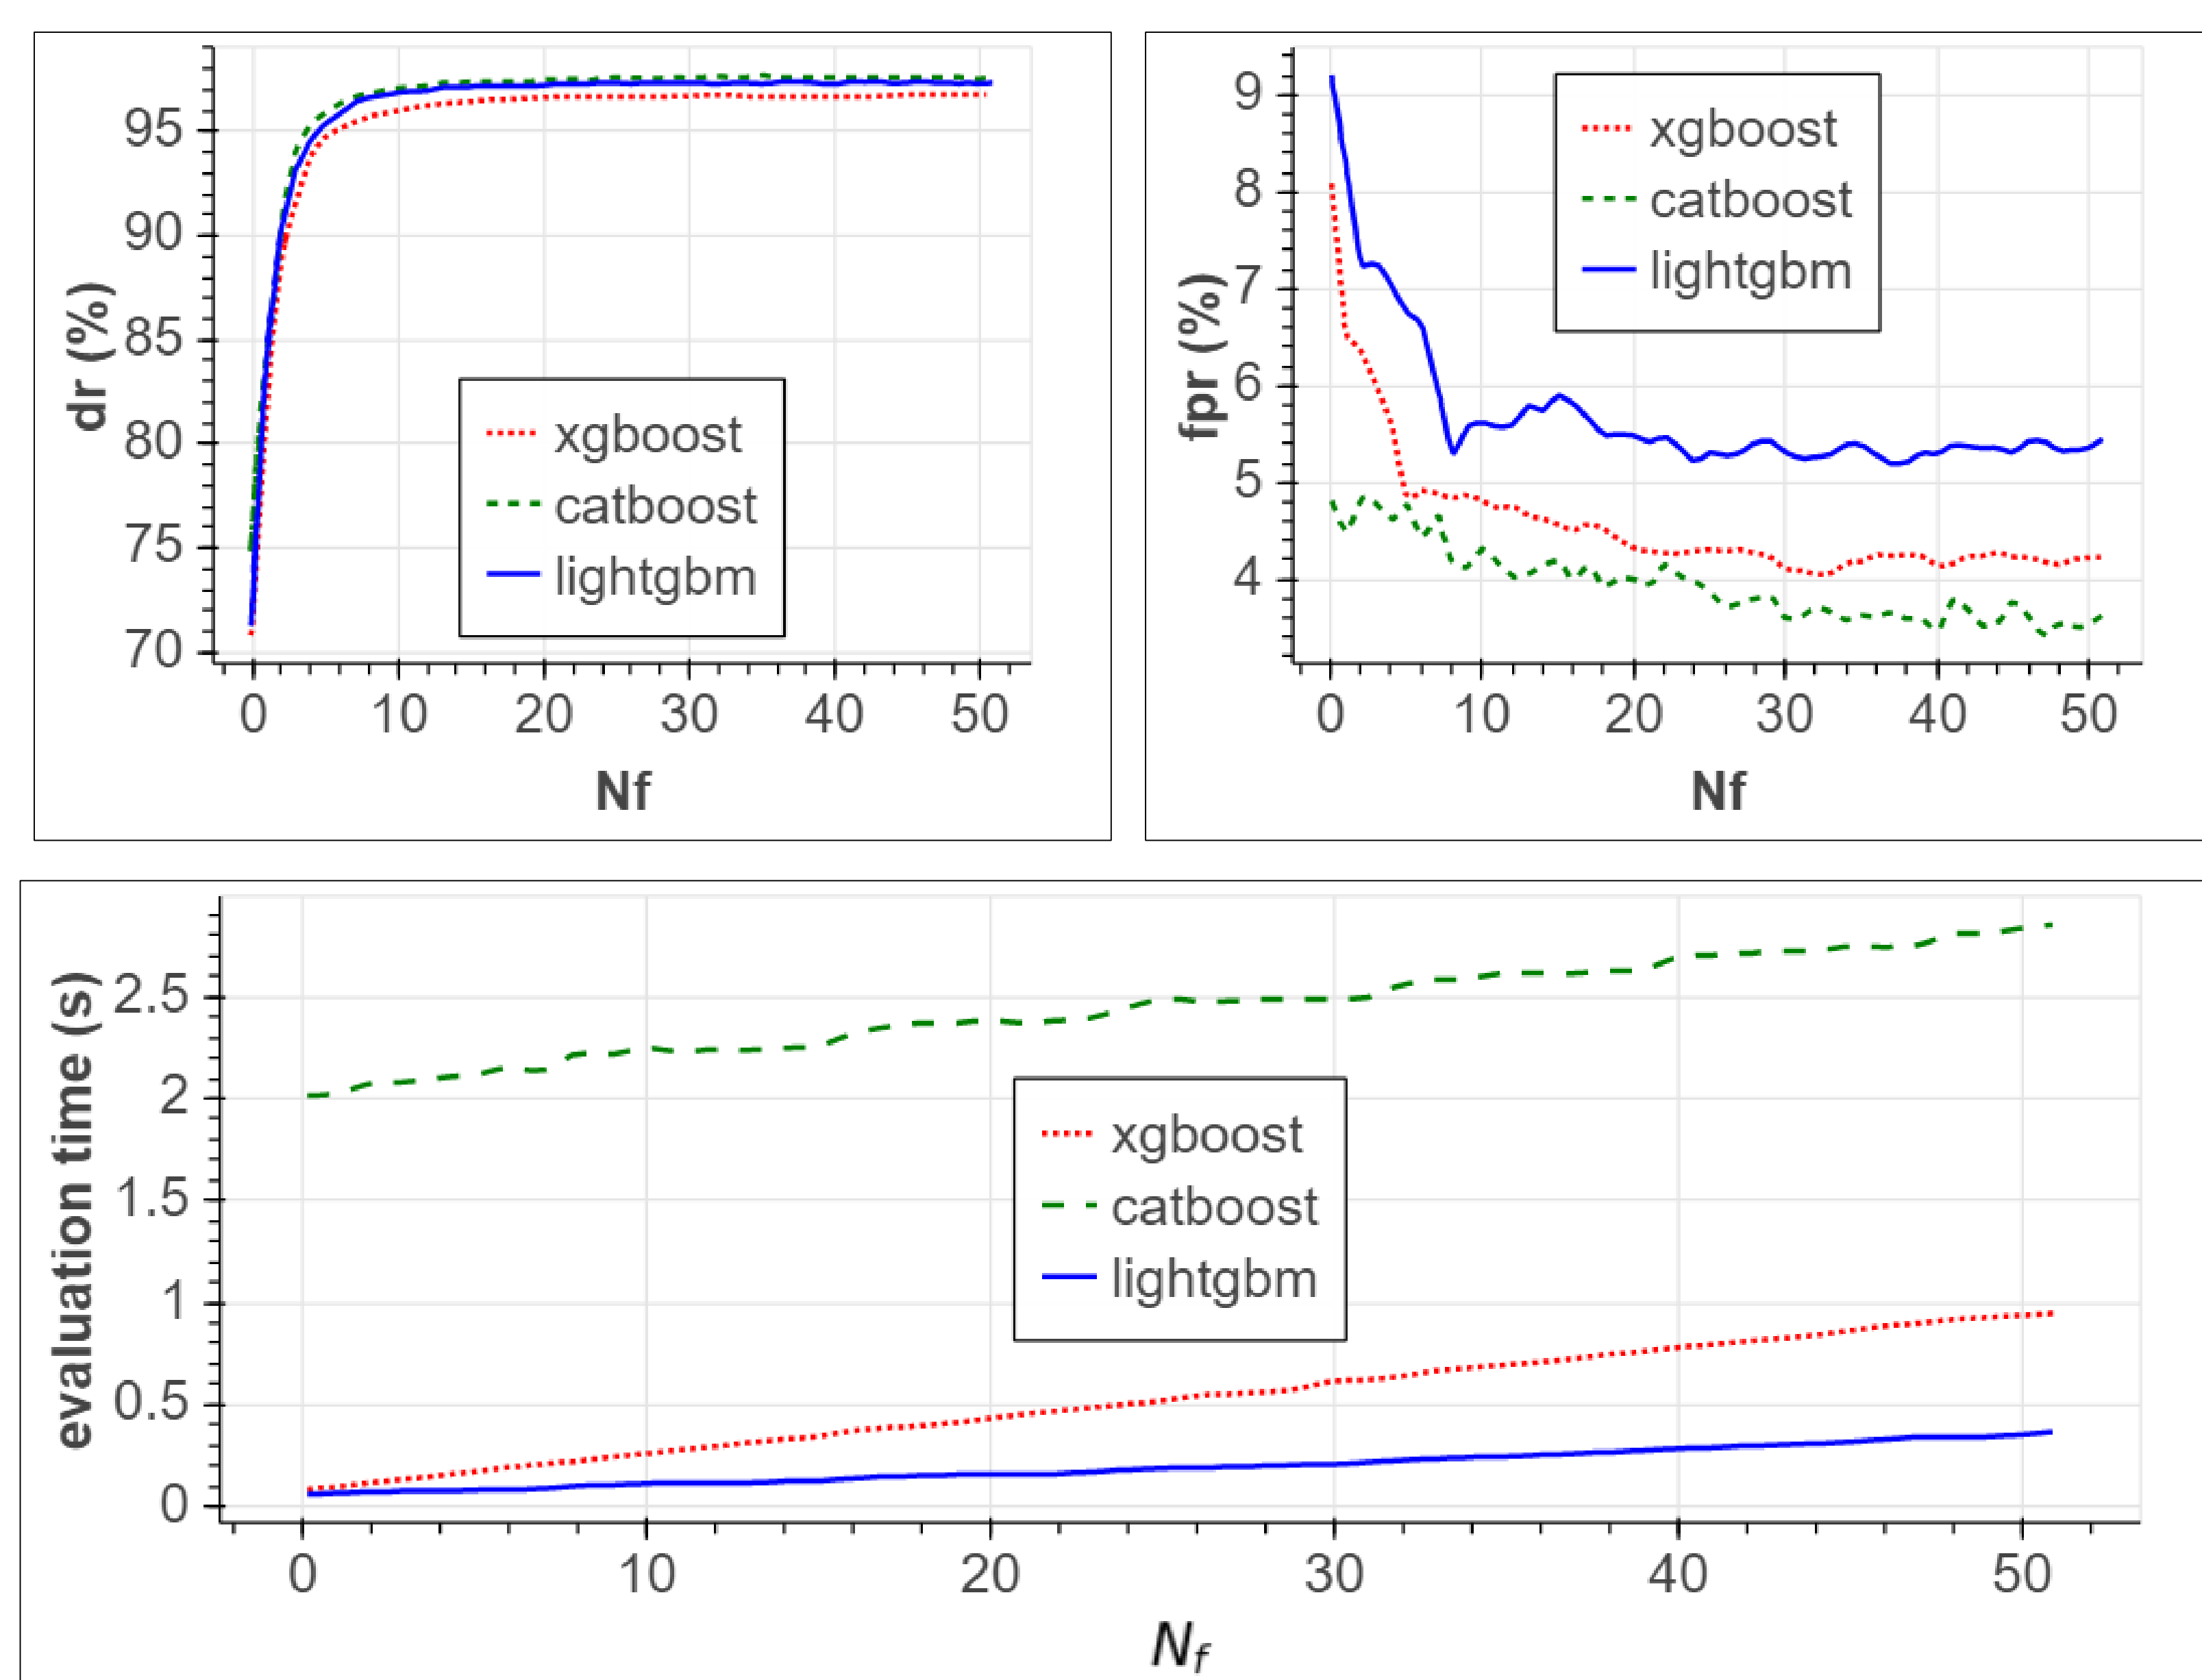 dr (%)
95
90
85
80
75
70
xgboost
catboost
lightgbm
0 10 20 30 40 50
Nf
fpr (%)
9
8
7
6
5
4
xgboost
catboost
lightgbm
0 10 20 30 40 50
Nf
evaluation time (s)
2.5
2
1.5
1
0.5
0
xgboost
catboost
lightgbm
0 10 20 30 40 50
Nf